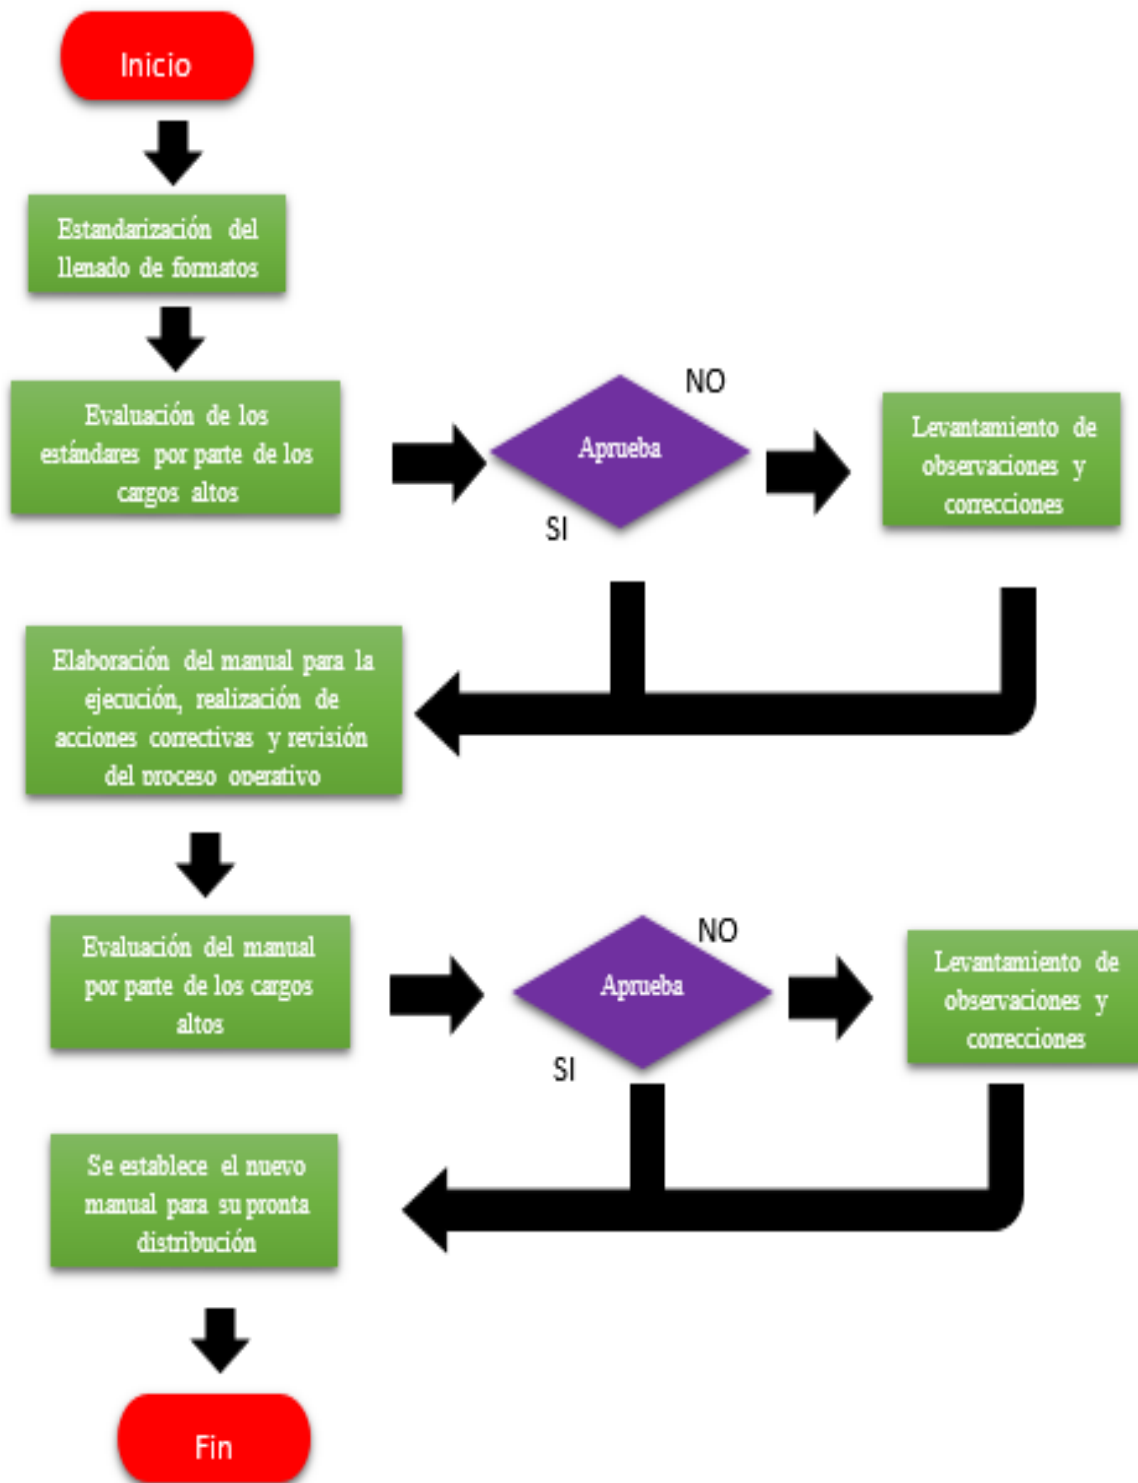 Inicio
Estandarización del
llenado de formatos
Evaluación de los
estándares por parte de los
cargos altos
Aprueba
NO
SI
Levantamiento de
observaciones y
correcciones
Elaboración del manual para la
ejecución, realización de
acciones correctivas y revisión
del proceso operativo
Evaluación del manual
por parte de los cargos
altos
Aprueba
NO
SI
Levantamiento de
observaciones y
correcciones
Se establece el nuevo
manual para su pronta
distribución
Fin